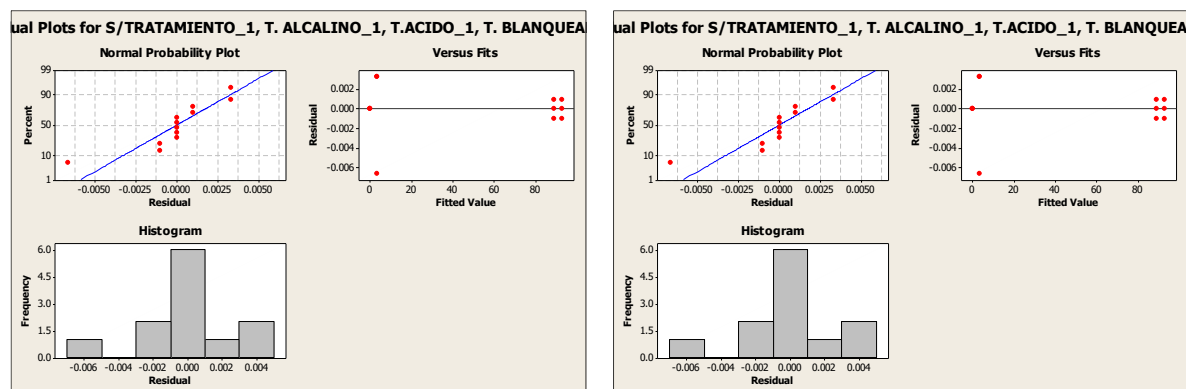 ual Plots for S/TRATAMIENTO_1, T. ALCALINO_1, T.ACIDO_1, T. BLANQUEA
Normal Probability Plot
99
90
50
10
1
Percent
-0.0050 -0.0025 0.0000 0.0025 0.0050
Residual
Versus Fits
0.002
0.000
-0.002
-0.004
-0.006
Residual
0 20 40 60 80
Fitted Value
Histogram
6.0
4.5
3.0
1.5
0.0
Frequency
-0.006 -0.004 -0.002 0.000 0.002 0.004
Residual
ual Plots for S/TRATAMIENTO_1, T. ALCALINO_1, T.ACIDO_1, T. BLANQUEA
Normal Probability Plot
99
90
50
10
1
Percent
-0.0050 -0.0025 0.0000 0.0025 0.0050
Residual
Versus Fits
0.002
0.000
-0.002
-0.004
-0.006
Residual
0 20 40 60 80
Fitted Value
Histogram
6.0
4.5
3.0
1.5
0.0
Frequency
-0.006 -0.004 -0.002 0.000 0.002 0.004
Residual